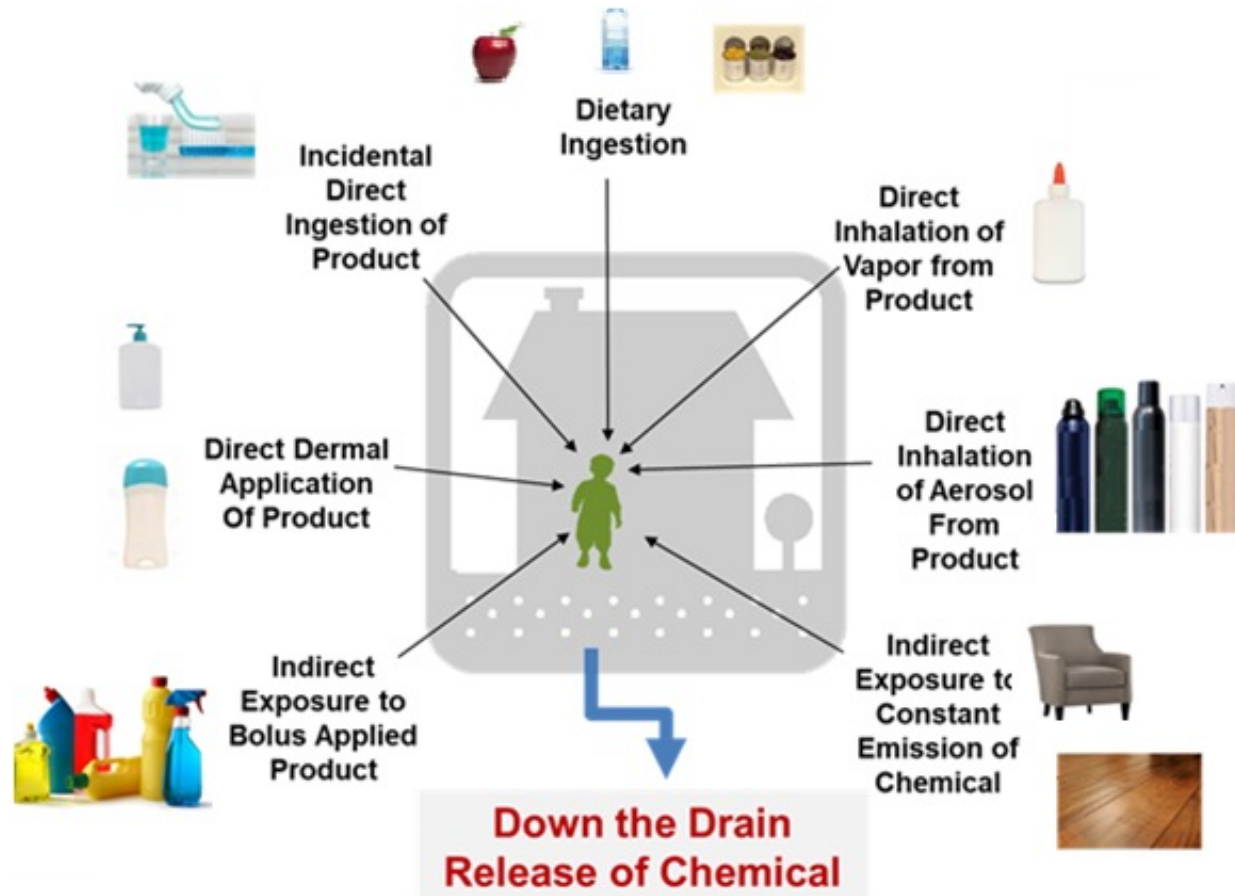 Dietary
Ingestion
Incidental
Direct
Ingestion of
Product
Direct
Inhalation of
Vapor from
Product
Direct Dermal
Application
Of Product
Direct
Inhalation
of Aerosol
From
Product
Indirect
Exposure to
Bolus Applied
Product
Indirect
Exposure to
Constant
Emission of
Chemical
Down the Drain
Release of Chemical